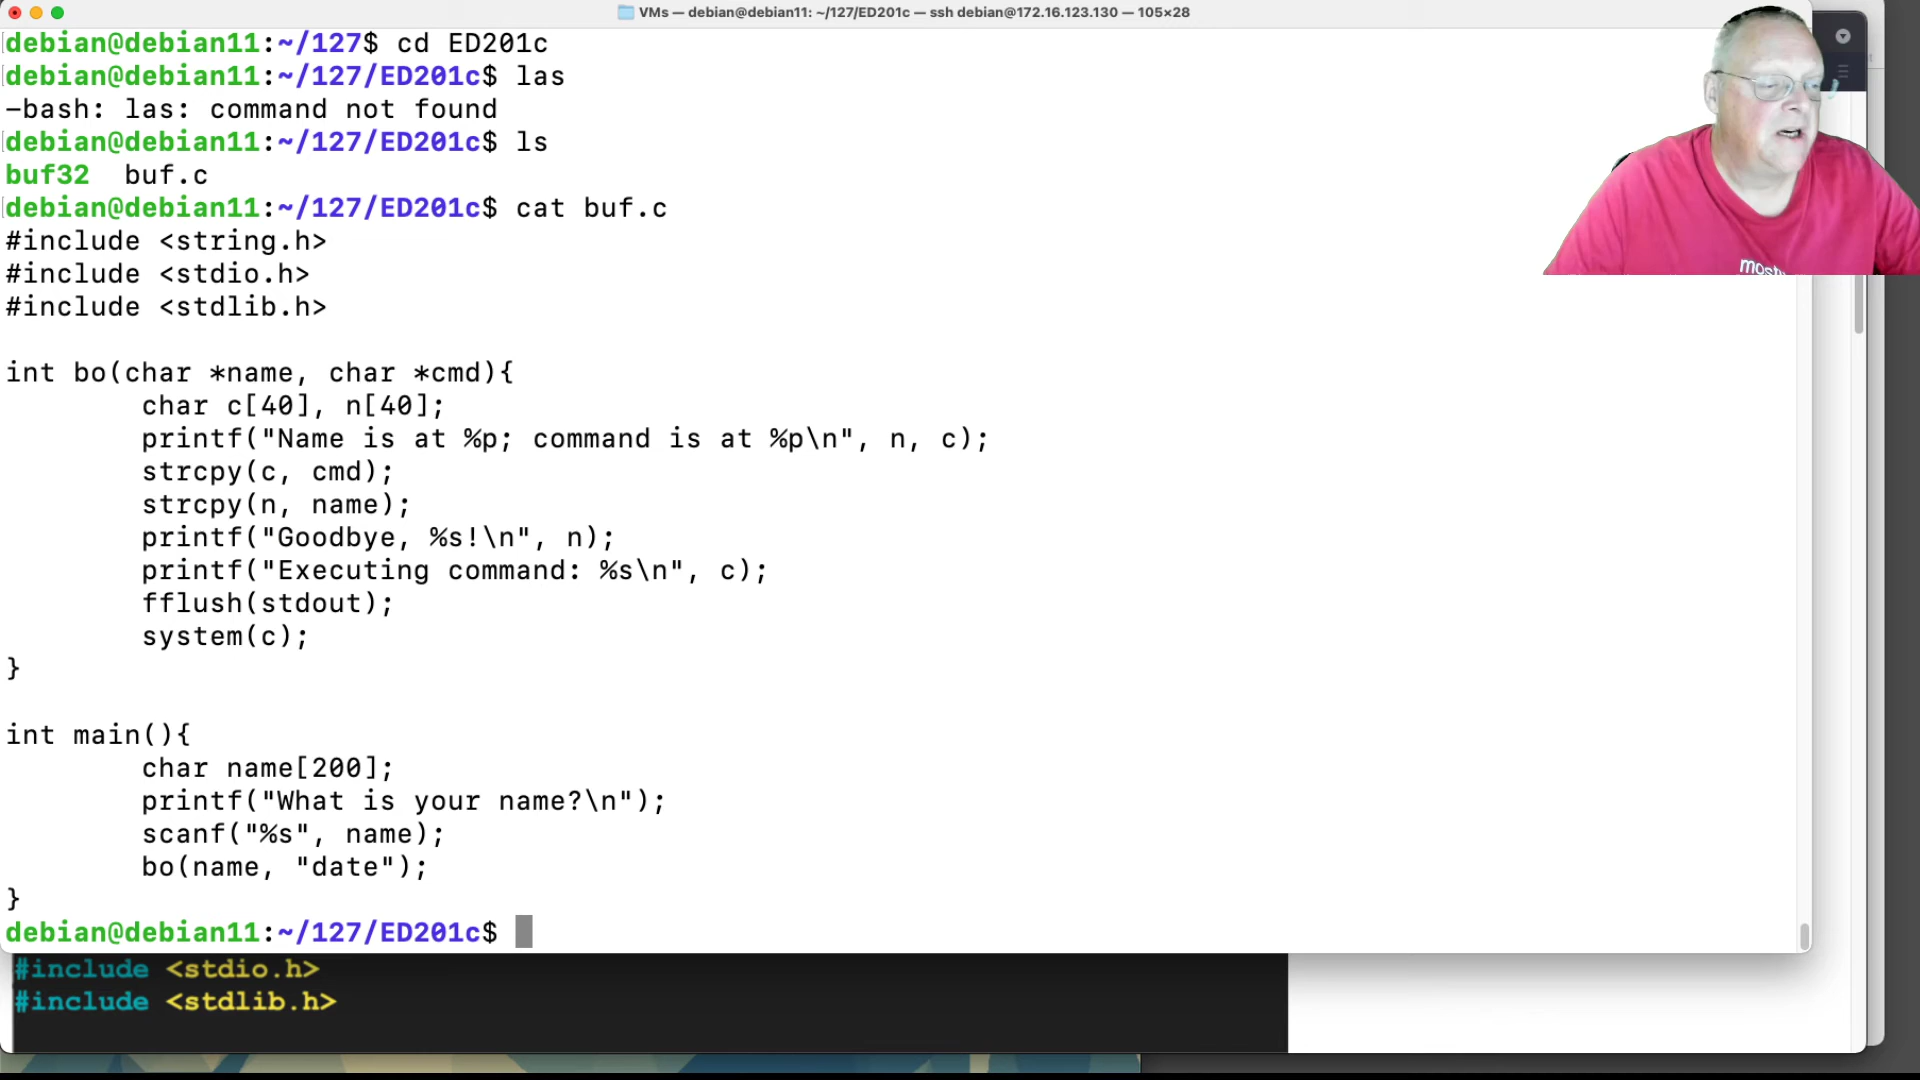 VMs — debian@debian11: ~/127/ED201c — ssh debian@172.16.123.130 — 105×28
debian@debian11:~/127$ cd ED201c
debian@debian11:~/127/ED201c$ las
-bash: las: command not found
debian@debian11:~/127/ED201c$ ls
buf32  buf.c
debian@debian11:~/127/ED201c$ cat buf.c
#include <string.h>
#include <stdio.h>
#include <stdlib.h>
int bo(char *name, char *cmd){
        char c[40], n[40];
        printf("Name is at %p; command is at %p\n", n, c);
        strcpy(c, cmd);
        strcpy(n, name);
        printf("Goodbye, %s!\n", n);
        printf("Executing command: %s\n", c);
        fflush(stdout);
        system(c);
}
int main(){
        char name[200];
        printf("What is your name?\n");
        scanf("%s", name);
        bo(name, "date");
}
debian@debian11:~/127/ED201c$
#include <stdio.h>
#include <stdlib.h>